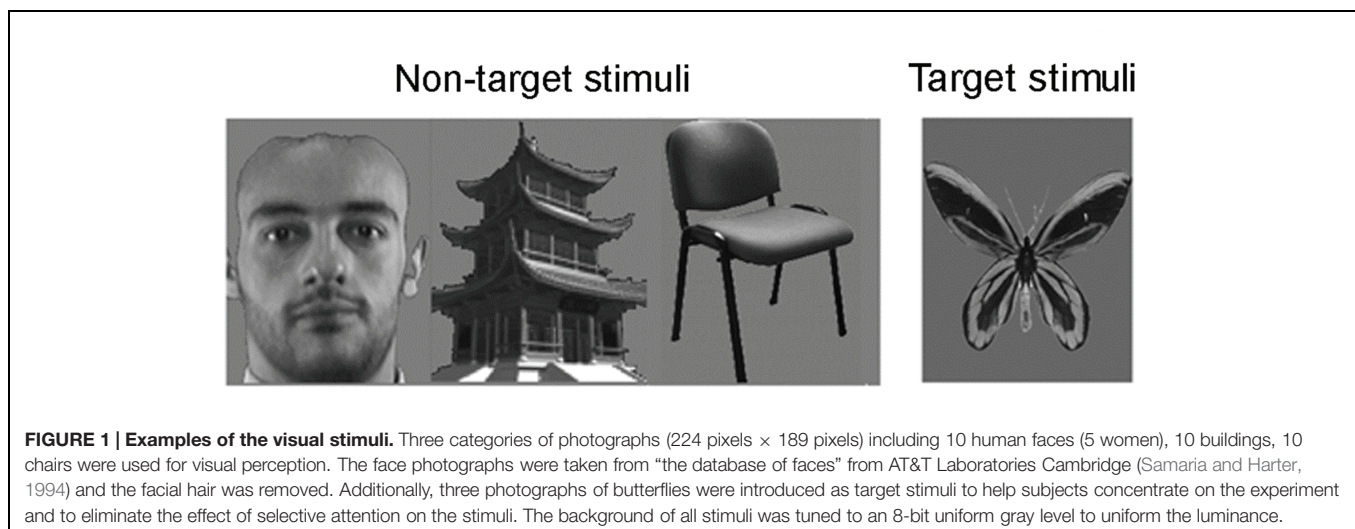 Non-target stimuli Target stimuli
FIGURE 1 | Examples of the visual stimuli. Three categories of photographs (224 pixels × 189 pixels) including 10 human faces (5 women), 10 buildings, 10
chairs were used for visual perception. The face photographs were taken from “the database of faces” from AT&T Laboratories Cambridge (Samaria and Harter,
1994) and the facial hair was removed. Additionally, three photographs of butterflies were introduced as target stimuli to help subjects concentrate on the experiment
and to eliminate the effect of selective attention on the stimuli. The background of all stimuli was tuned to an 8-bit uniform gray level to uniform the luminance.